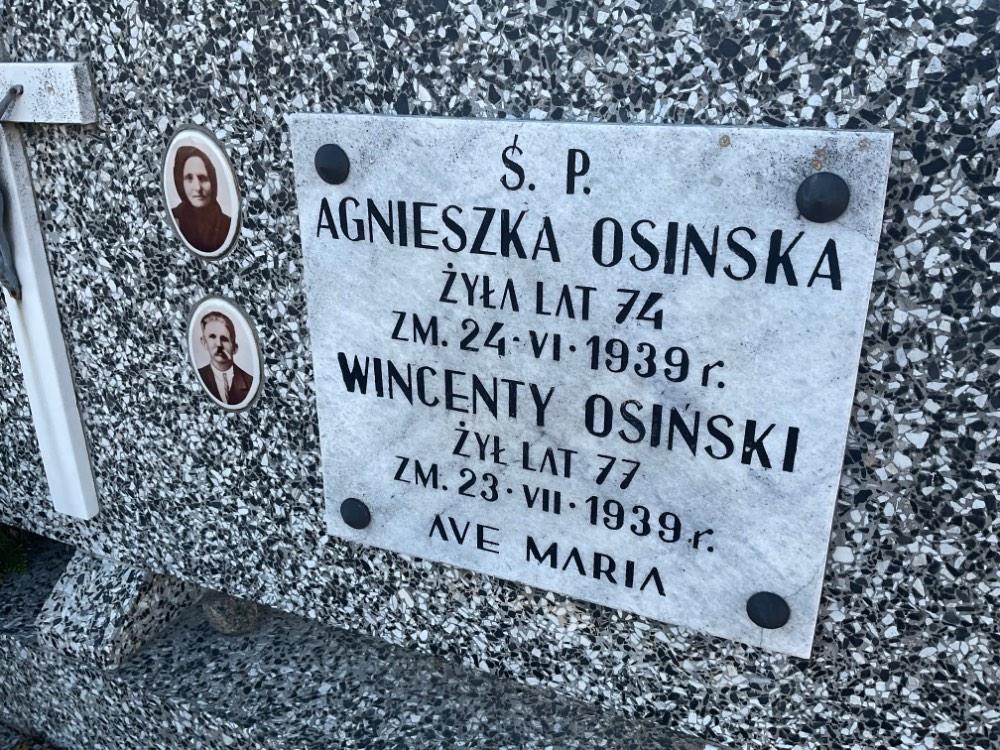 Ś. P.
AGNIESZKA OSINSKA
ŻYŁA LAT 74
ZM. 24·VI·1939 r.
WINCENTY OSIŃSKI
ŻYŁ LAT 77
ZM. 23·VII·1939 r.
AVE MARIA